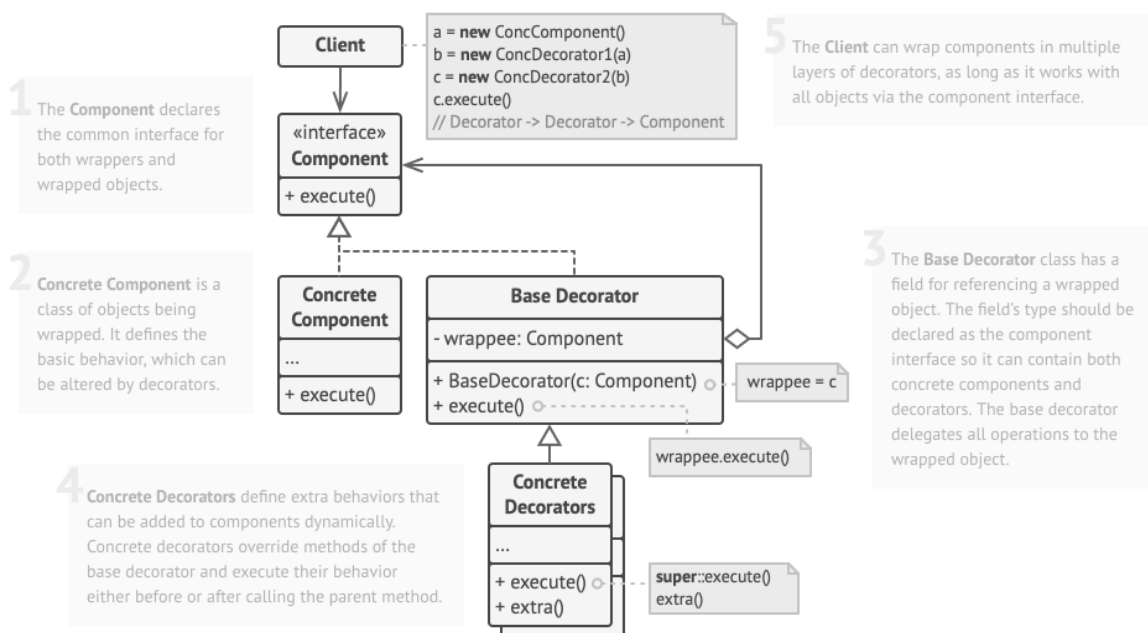 Client
a = new ConcComponent()
b = new ConcDecorator1(a)
c = new ConcDecorator2(b)
c.execute()
// Decorator -> Decorator -> Component
5
The Client can wrap components in multiple
layers of decorators, as long as it works with
all objects via the component interface.
1
The Component declares
the common interface for
both wrappers and
wrapped objects.
«interface»
Component
+ execute()
2
Concrete Component is a
class of objects being
wrapped. It defines the
basic behavior, which can
be altered by decorators.
Concrete
Component
...
+ execute()
Base Decorator
- wrappee: Component
+ BaseDecorator(c: Component)
+ execute()
wrappee = c
wrappee.execute()
3
The Base Decorator class has a
field for referencing a wrapped
object. The field's type should be
declared as the component
interface so it can contain both
concrete components and
decorators. The base decorator
delegates all operations to the
wrapped object.
4
Concrete Decorators define extra behaviors that
can be added to components dynamically.
Concrete decorators override methods of the
base decorator and execute their behavior
either before or after calling the parent method.
Concrete
Decorators
...
+ execute()
+ extra()
super::execute()
extra()